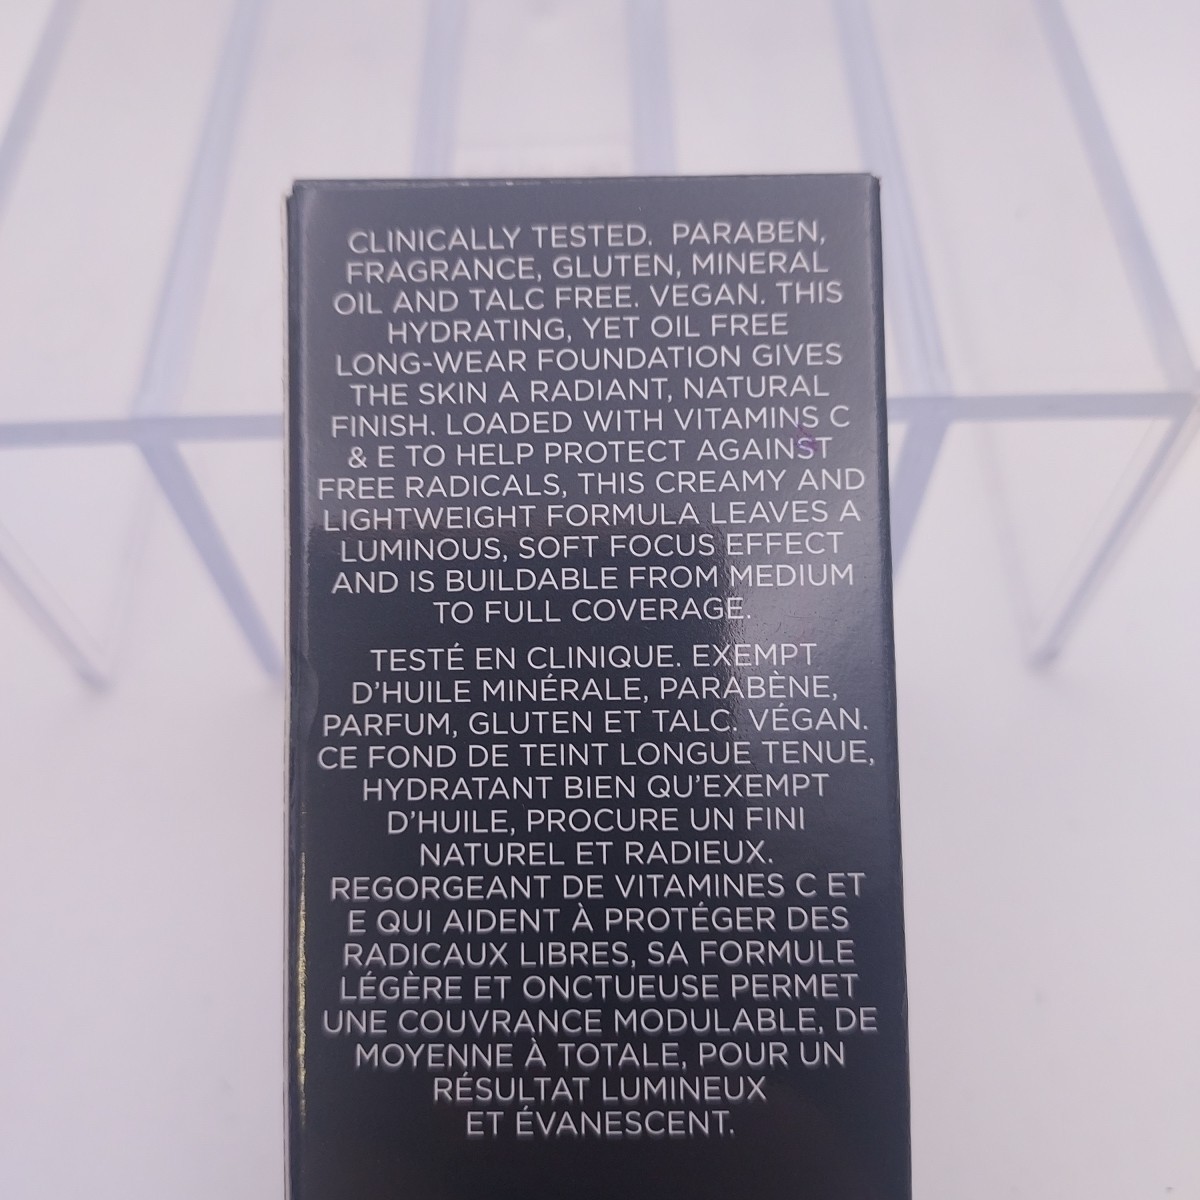 CLINICALLY TESTED. PARABEN,
FRAGRANCE, GLUTEN, MINERAL
OIL AND TALC FREE. VEGAN. THIS
HYDRATING, YET OIL FREE
LONG-WEAR FOUNDATION GIVES
THE SKIN A RADIANT, NATURAL
FINISH. LOADED WITH VITAMINS C
& E TO HELP PROTECT AGAINST
FREE RADICALS, THIS CREAMY AND
LIGHTWEIGHT FORMULA LEAVES A
LUMINOUS, SOFT FOCUS EFFECT
AND IS BUILDABLE FROM MEDIUM
TO FULL COVERAGE.
TESTÉ EN CLINIQUE. EXEMPT
D'HUILE MINÉRALE, PARABÈNE,
PARFUM, GLUTEN ET TALC. VÉGAN.
CE FOND DE TEINT LONGUE TENUE,
HYDRATANT BIEN QU'EXEMPT
D'HUILE, PROCURE UN FINI
NATUREL ET RADIEUX.
REGORGEANT DE VITAMINES C ET
E QUI AIDENT À PROTÉGER DES
RADICAUX LIBRES, SA FORMULE
LÉGÈRE ET ONCTUEUSE PERMET
UNE COUVRANCE MODULABLE, DE
MOYENNE À TOTALE, POUR UN
RÉSULTAT LUMINEUX
ET ÉVANESCENT.